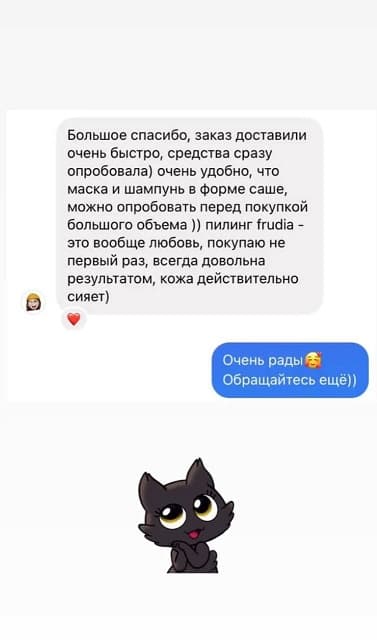 Большое спасибо, заказ доставили
очень быстро, средства сразу
опробовала) очень удобно, что
маска и шампунь в форме саше,
можно опробовать перед покупкой
большого объема )) пилинг frudia -
это вообще любовь, покупаю не
первый раз, всегда довольна
результатом, кожа действительно
сияет)
Очень рады🥰
Обращайтесь ещё))